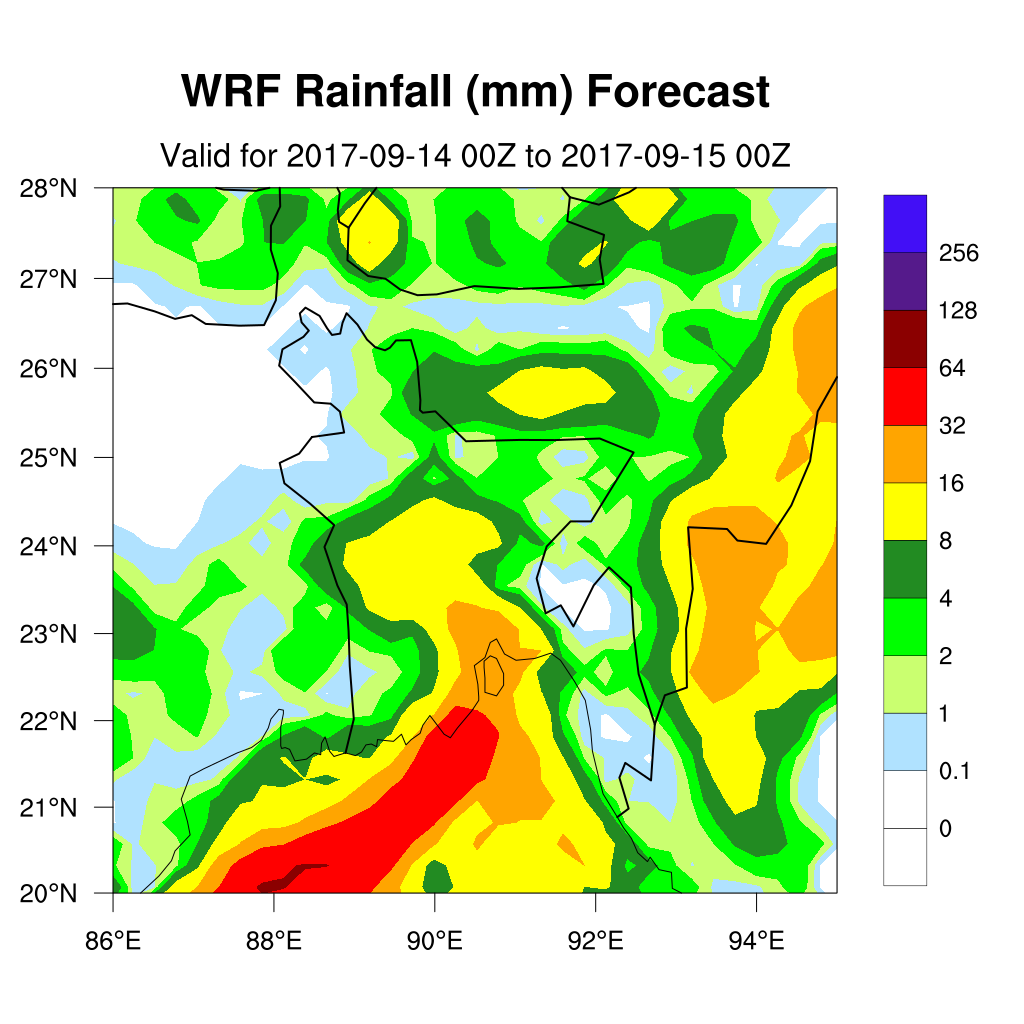 WRF Rainfall (mm) Forecast
Valid for 2017-09-14 00Z to 2017-09-15 00Z
28°N
27°N
26°N
25°N
24°N
23°N
22°N
21°N
20°N
86°E 88°E 90°E 92°E 94°E
256
128
64
32
16
8
4
2
1
0.1
0